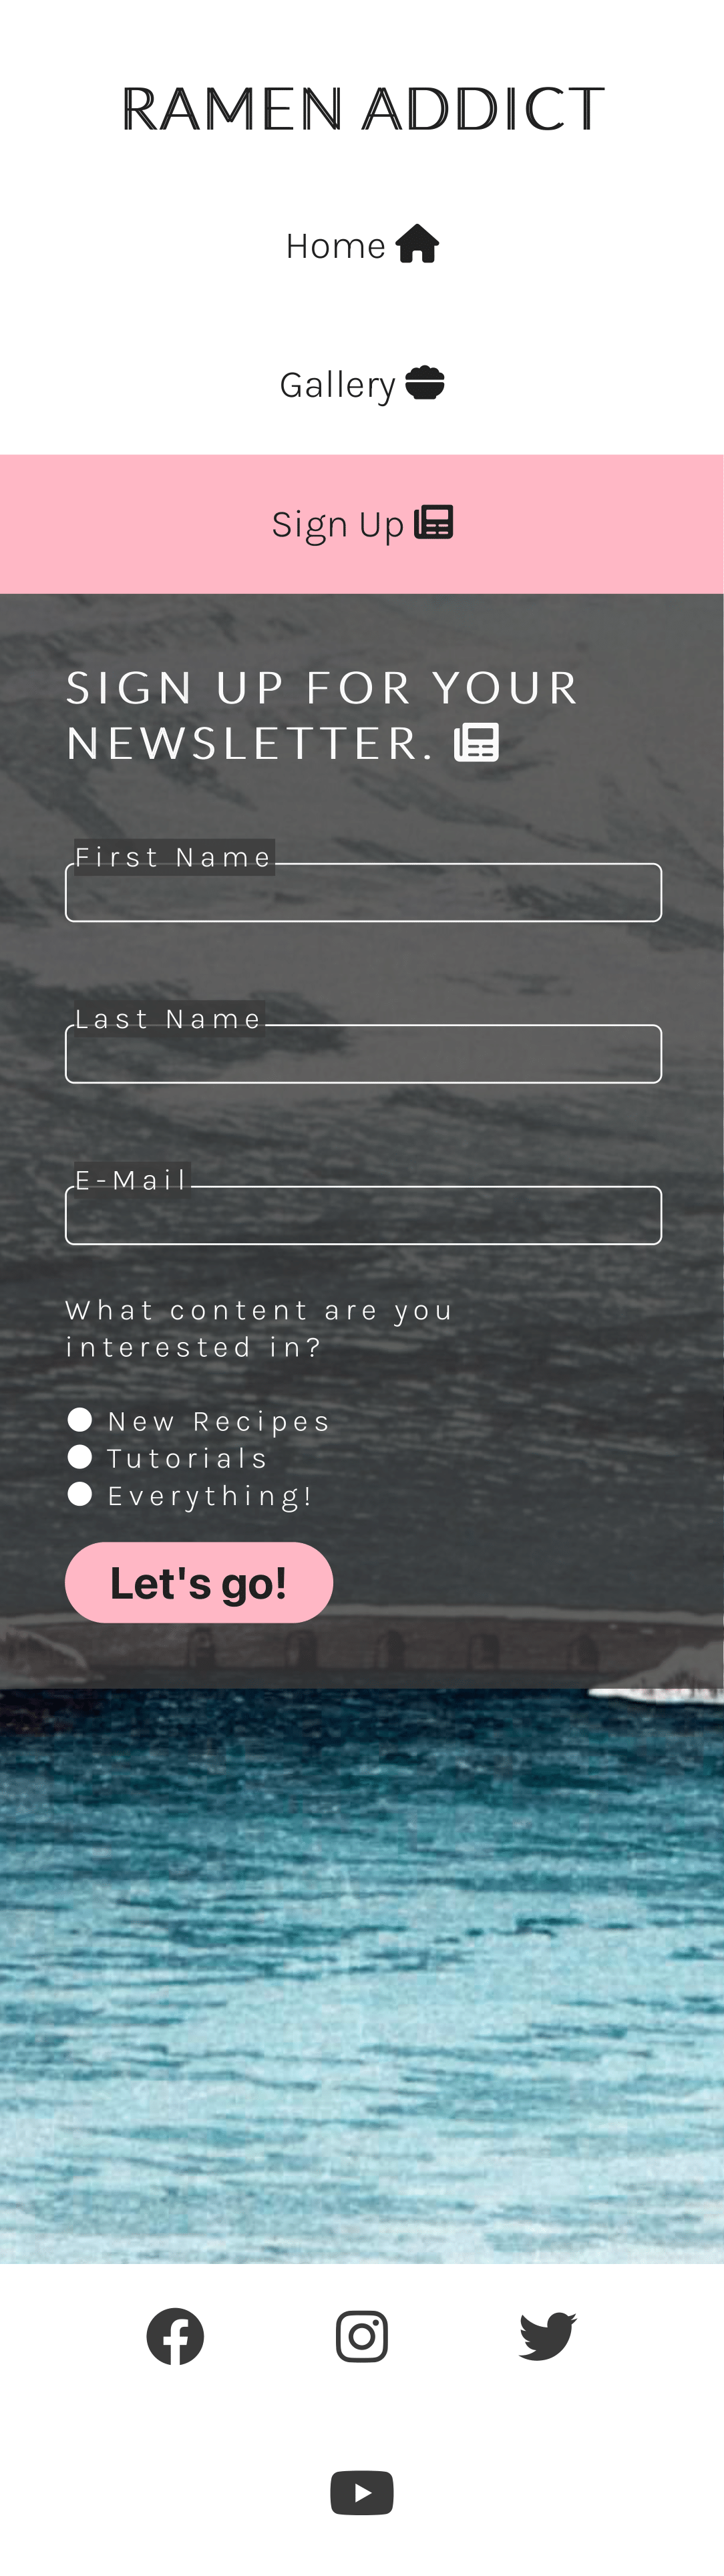 RAMEN ADDICT
Home
Gallery
Sign Up
SIGN UP FOR YOUR
NEWSLETTER.
First Name
Last Name
E-Mail
What content are you
interested in?
New Recipes
Tutorials
Everything!
Let's go!